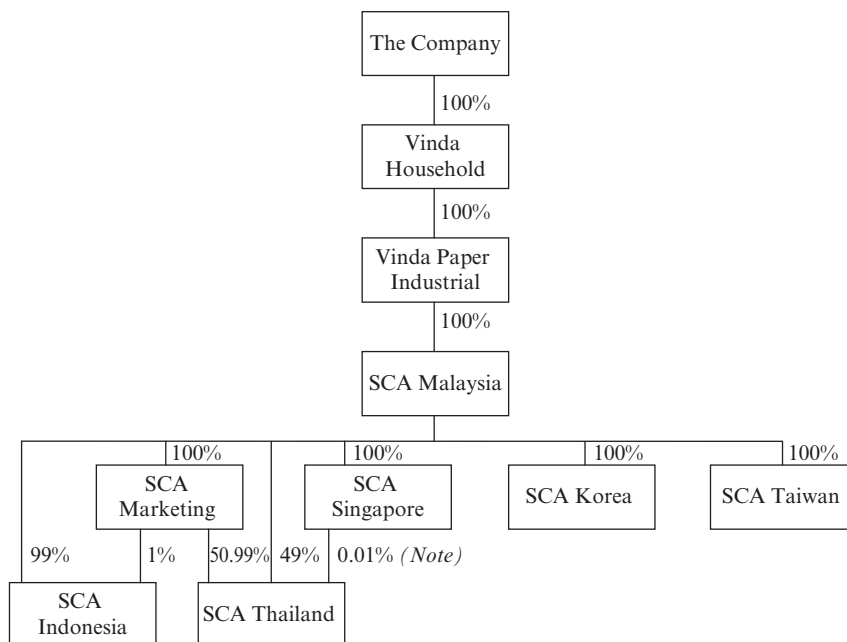 The Company
100%
Vinda
Household
100%
Vinda Paper
Industrial
100%
SCA Malaysia
100%
100%
100%
100%
SCA
Marketing
SCA
Singapore
SCA Korea
SCA Taiwan
99%
1%
50.99%
49%
0.01% (Note)
SCA
Indonesia
SCA Thailand